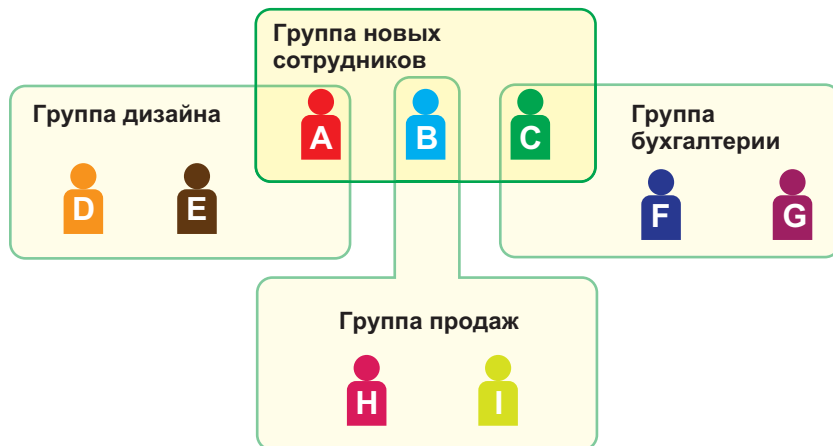 Группа новых
сотрудников
Группа дизайна
A
B
C
Группа
бухгалтерии
D
E
F
G
Группа продаж
H
I